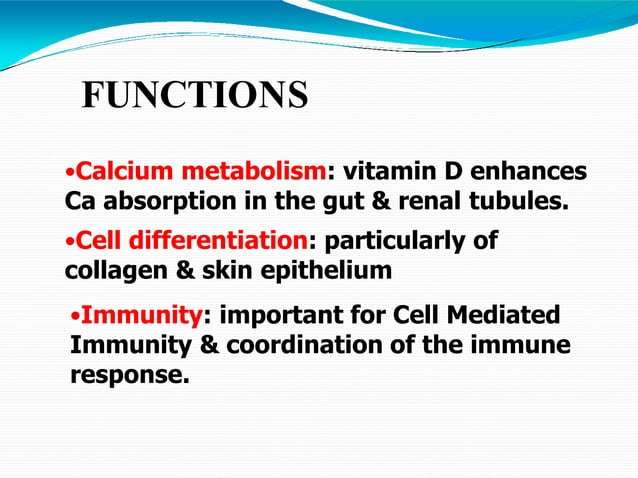 FUNCTIONS
•Calcium metabolism: vitamin D enhances
Ca absorption in the gut & renal tubules.
•Cell differentiation: particularly of
collagen & skin epithelium
•Immunity: important for Cell Mediated
Immunity & coordination of the immune
response.